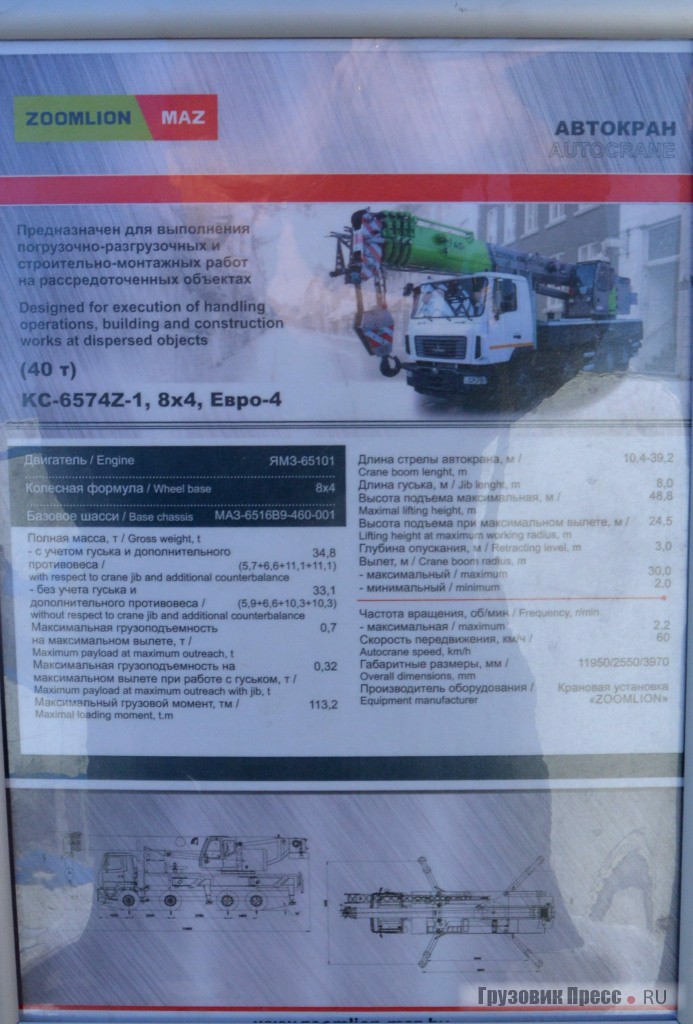 ZOOMLION MAZ
АВТОКРАН
AUTOCRANE
Предназначен для выполнения
погрузочно-разгрузочных и
строительно-монтажных работ
на рассредоточенных объектах
Designed for execution of handling
operations, building and construction
works at dispersed objects
(40 т)
КС-6574Z-1, 8x4, Евро-4
Двигатель / Engine ЯМЗ-65101
Колесная формула / Wheel base 8x4
Базовое шасси / Base chassis МАЗ-6516В9-460-001
Полная масса, т / Gross weight, t
- с учетом гуська и дополнительного 34,8
противовеса / (5,7+6,6+11,1+11,1)
with respect to crane jib and additional counterbalance
- без учета гуська и 33,1
дополнительного противовеса / (5,9+6,6+10,3+10,3)
without respect to crane jib and additional counterbalance
Максимальная грузоподъемность 0,7
на максимальном вылете, т /
Maximum payload at maximum outreach, t
Максимальная грузоподъемность на 0,32
максимальном вылете при работе с гуськом, т /
Maximum payload at maximum outreach with jib, t
Максимальный грузовой момент, тм / 113,2
Maximal loading moment, t.m
Длина стрелы автокрана, м / 10,4-39,2
Crane boom lenght, m
Длина гуська, м / Jib lenght, m 8,0
Высота подъема максимальная, м / 48,8
Maximal lifting height, m
Высота подъема при максимальном вылете, м / 24,5
Lifting height at maximum working radius, m
Глубина опускания, м / Retracting level, m 3,0
Вылет, м / Crane boom radius, m
- максимальный / maximum 30,0
- минимальный / minimum 2,0
Частота вращения, об/мин / Frequency, r/min
- максимальная / maximum 2,2
Скорость передвижения, км/ч / 60
Autocrane speed, km/h
Габаритные размеры, мм / 11950/2550/3970
Overall dimensions, mm
Производитель оборудования / Крановая установка
Equipment manufacturer «ZOOMLION»
Грузовик Пресс RU